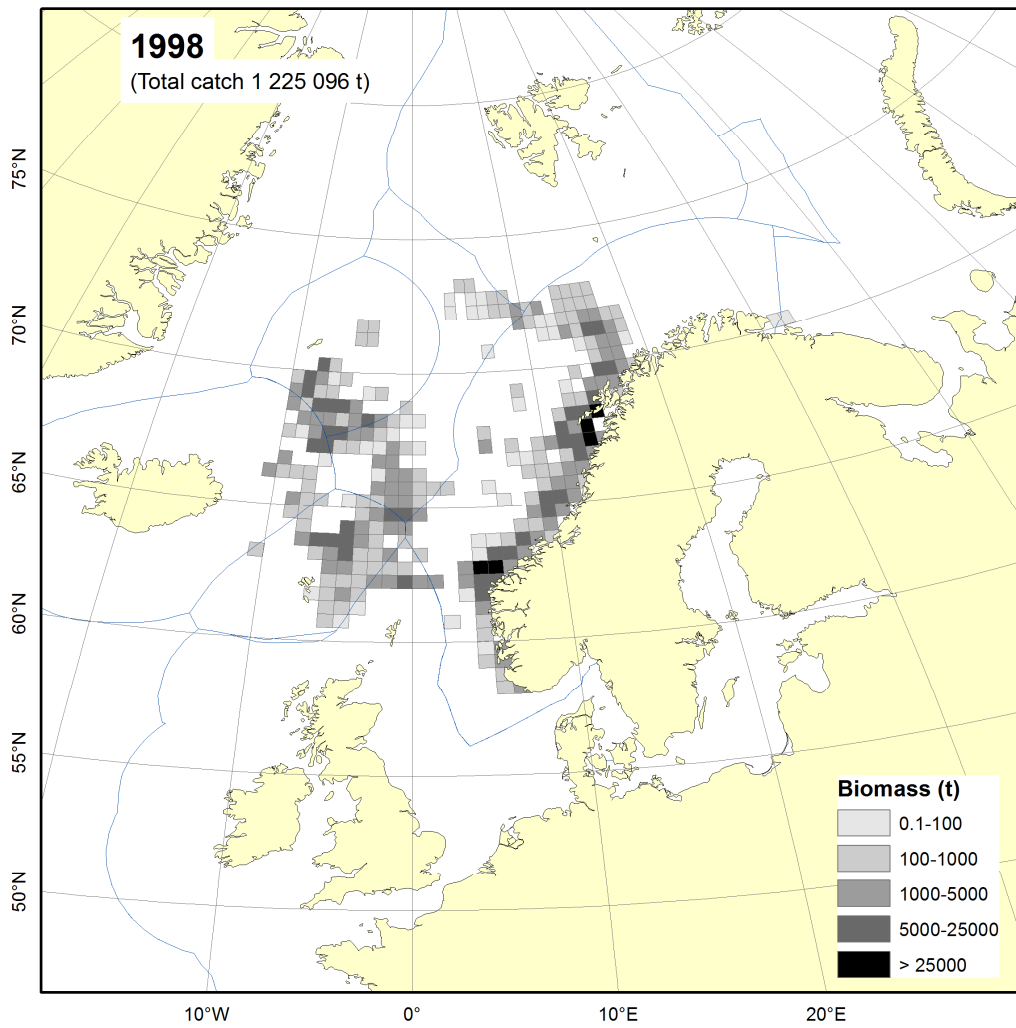 1998
(Total catch 1 225 096 t)
75°N
70°N
65°N
60°N
55°N
50°N
Biomass (t)
0.1-100
100-1000
1000-5000
5000-25000
> 25000
10°W
0°
10°E
20°E